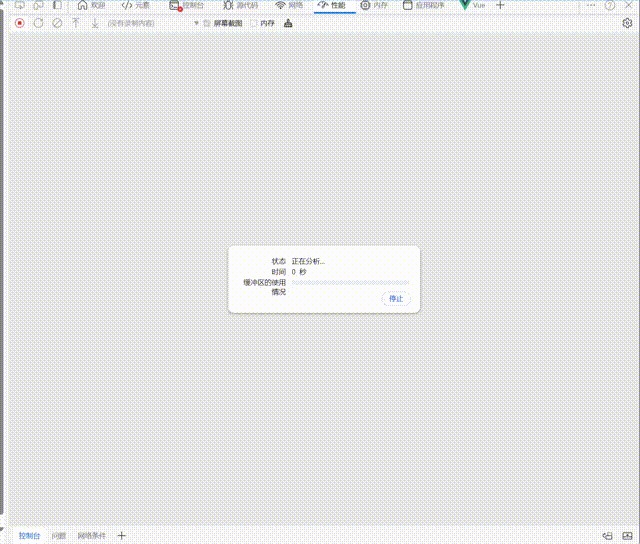 欢迎 元素 控制台 源代码 网络 性能 内存 应用程序 Vue
(没有录制内容) 屏幕截图 内存
状态 正在分析...
时间 0 秒
缓冲区的使用
情况
停止
控制台 问题 网络条件